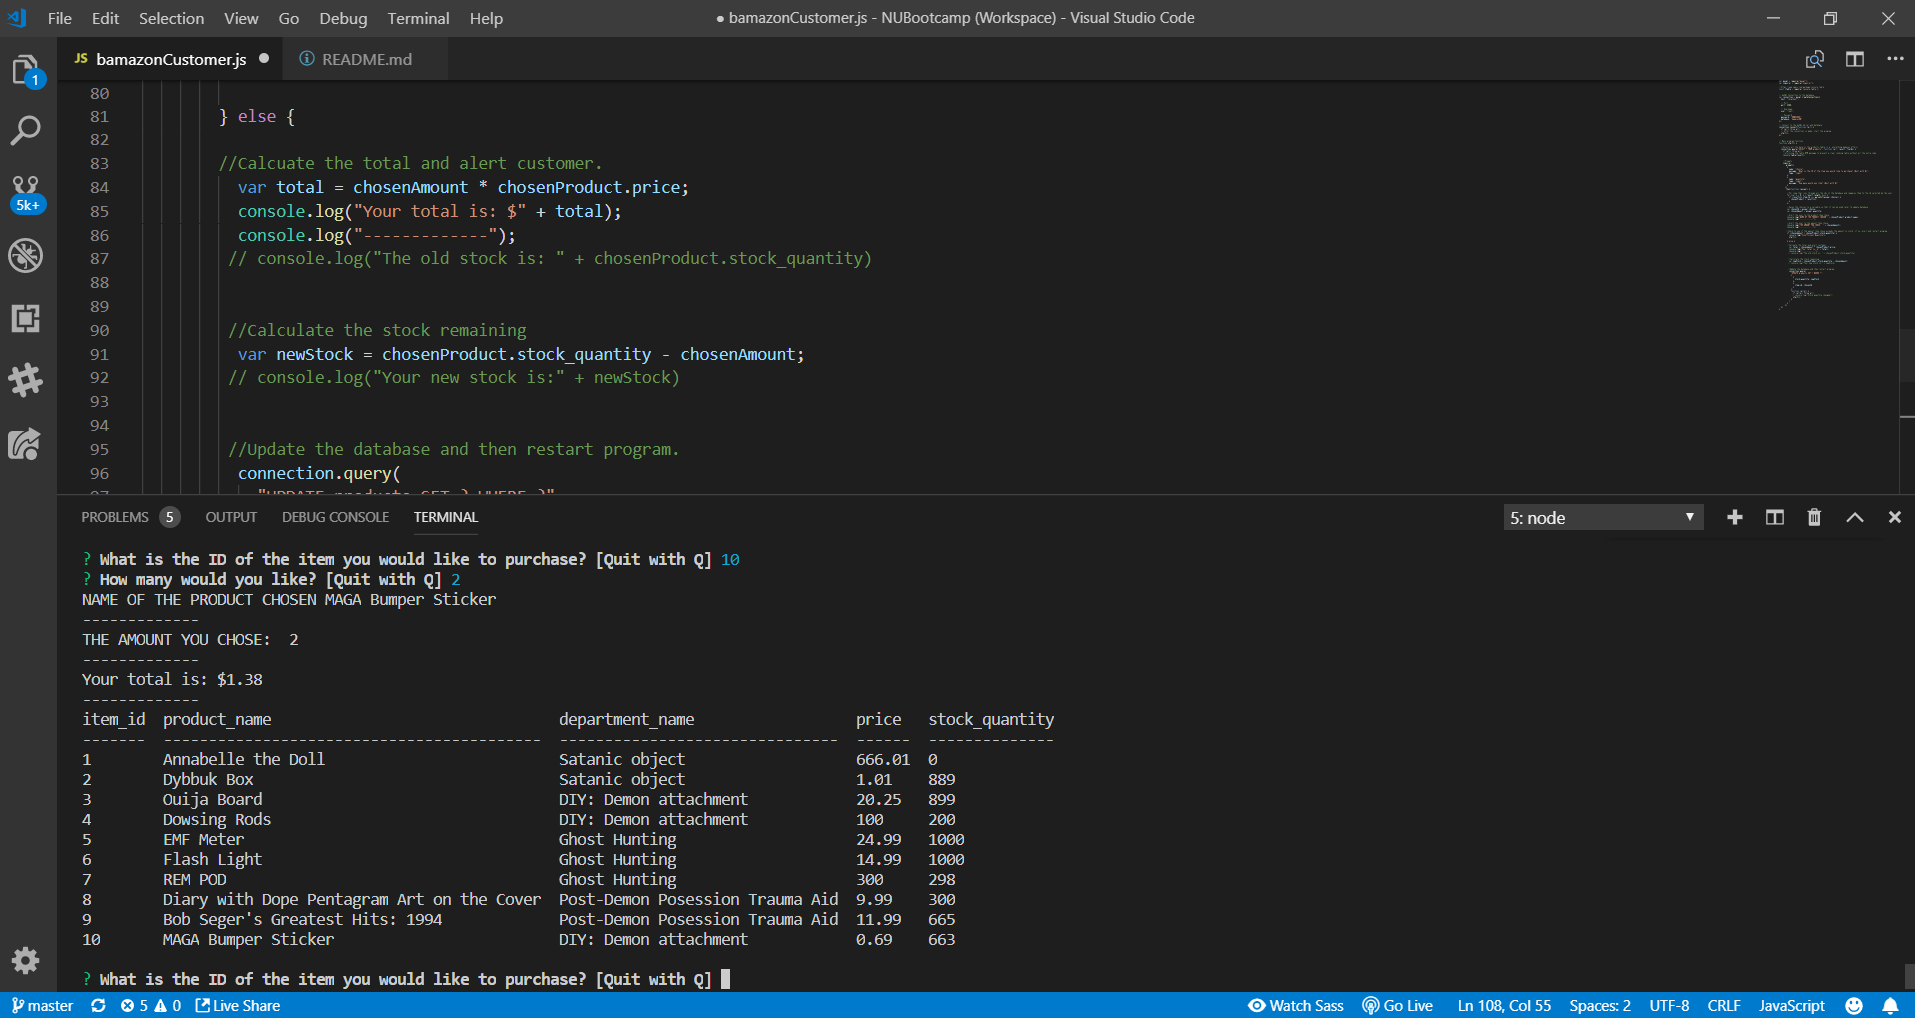 File Edit Selection View Go Debug Terminal Help
● bamazonCustomer.js - NUBootcamp (Workspace) - Visual Studio Code
JS bamazonCustomer.js ● README.md
1
5k+
80
81 } else {
82
83 //Calcuate the total and alert customer.
84 var total = chosenAmount * chosenProduct.price;
85 console.log("Your total is: $" + total);
86 console.log("-------------");
87 // console.log("The old stock is: " + chosenProduct.stock_quantity)
88
89
90 //Calculate the stock remaining
91 var newStock = chosenProduct.stock_quantity - chosenAmount;
92 // console.log("Your new stock is:" + newStock)
93
94
95 //Update the database and then restart program.
96 connection.query(
97 "UPDATE products SET ? WHERE ?"
PROBLEMS 5 OUTPUT DEBUG CONSOLE TERMINAL
5: node
? What is the ID of the item you would like to purchase? [Quit with Q] 10
? How many would you like? [Quit with Q] 2
NAME OF THE PRODUCT CHOSEN MAGA Bumper Sticker
-------------
THE AMOUNT YOU CHOSE:  2
-------------
Your total is: $1.38
-------------
item_id product_name department_name price stock_quantity
------- ------------------------------------------ ------------------------------- ------ --------------
1 Annabelle the Doll Satanic object 666.01 0
2 Dybbuk Box Satanic object 1.01 889
3 Ouija Board DIY: Demon attachment 20.25 899
4 Dowsing Rods DIY: Demon attachment 100 200
5 EMF Meter Ghost Hunting 24.99 1000
6 Flash Light Ghost Hunting 14.99 1000
7 REM POD Ghost Hunting 300 298
8 Diary with Dope Pentagram Art on the Cover Post-Demon Posession Trauma Aid 9.99 300
9 Bob Seger's Greatest Hits: 1994 Post-Demon Posession Trauma Aid 11.99 665
10 MAGA Bumper Sticker DIY: Demon attachment 0.69 663
? What is the ID of the item you would like to purchase? [Quit with Q]
master 5 0 Live Share
Watch Sass Go Live Ln 108, Col 55 Spaces: 2 UTF-8 CRLF JavaScript